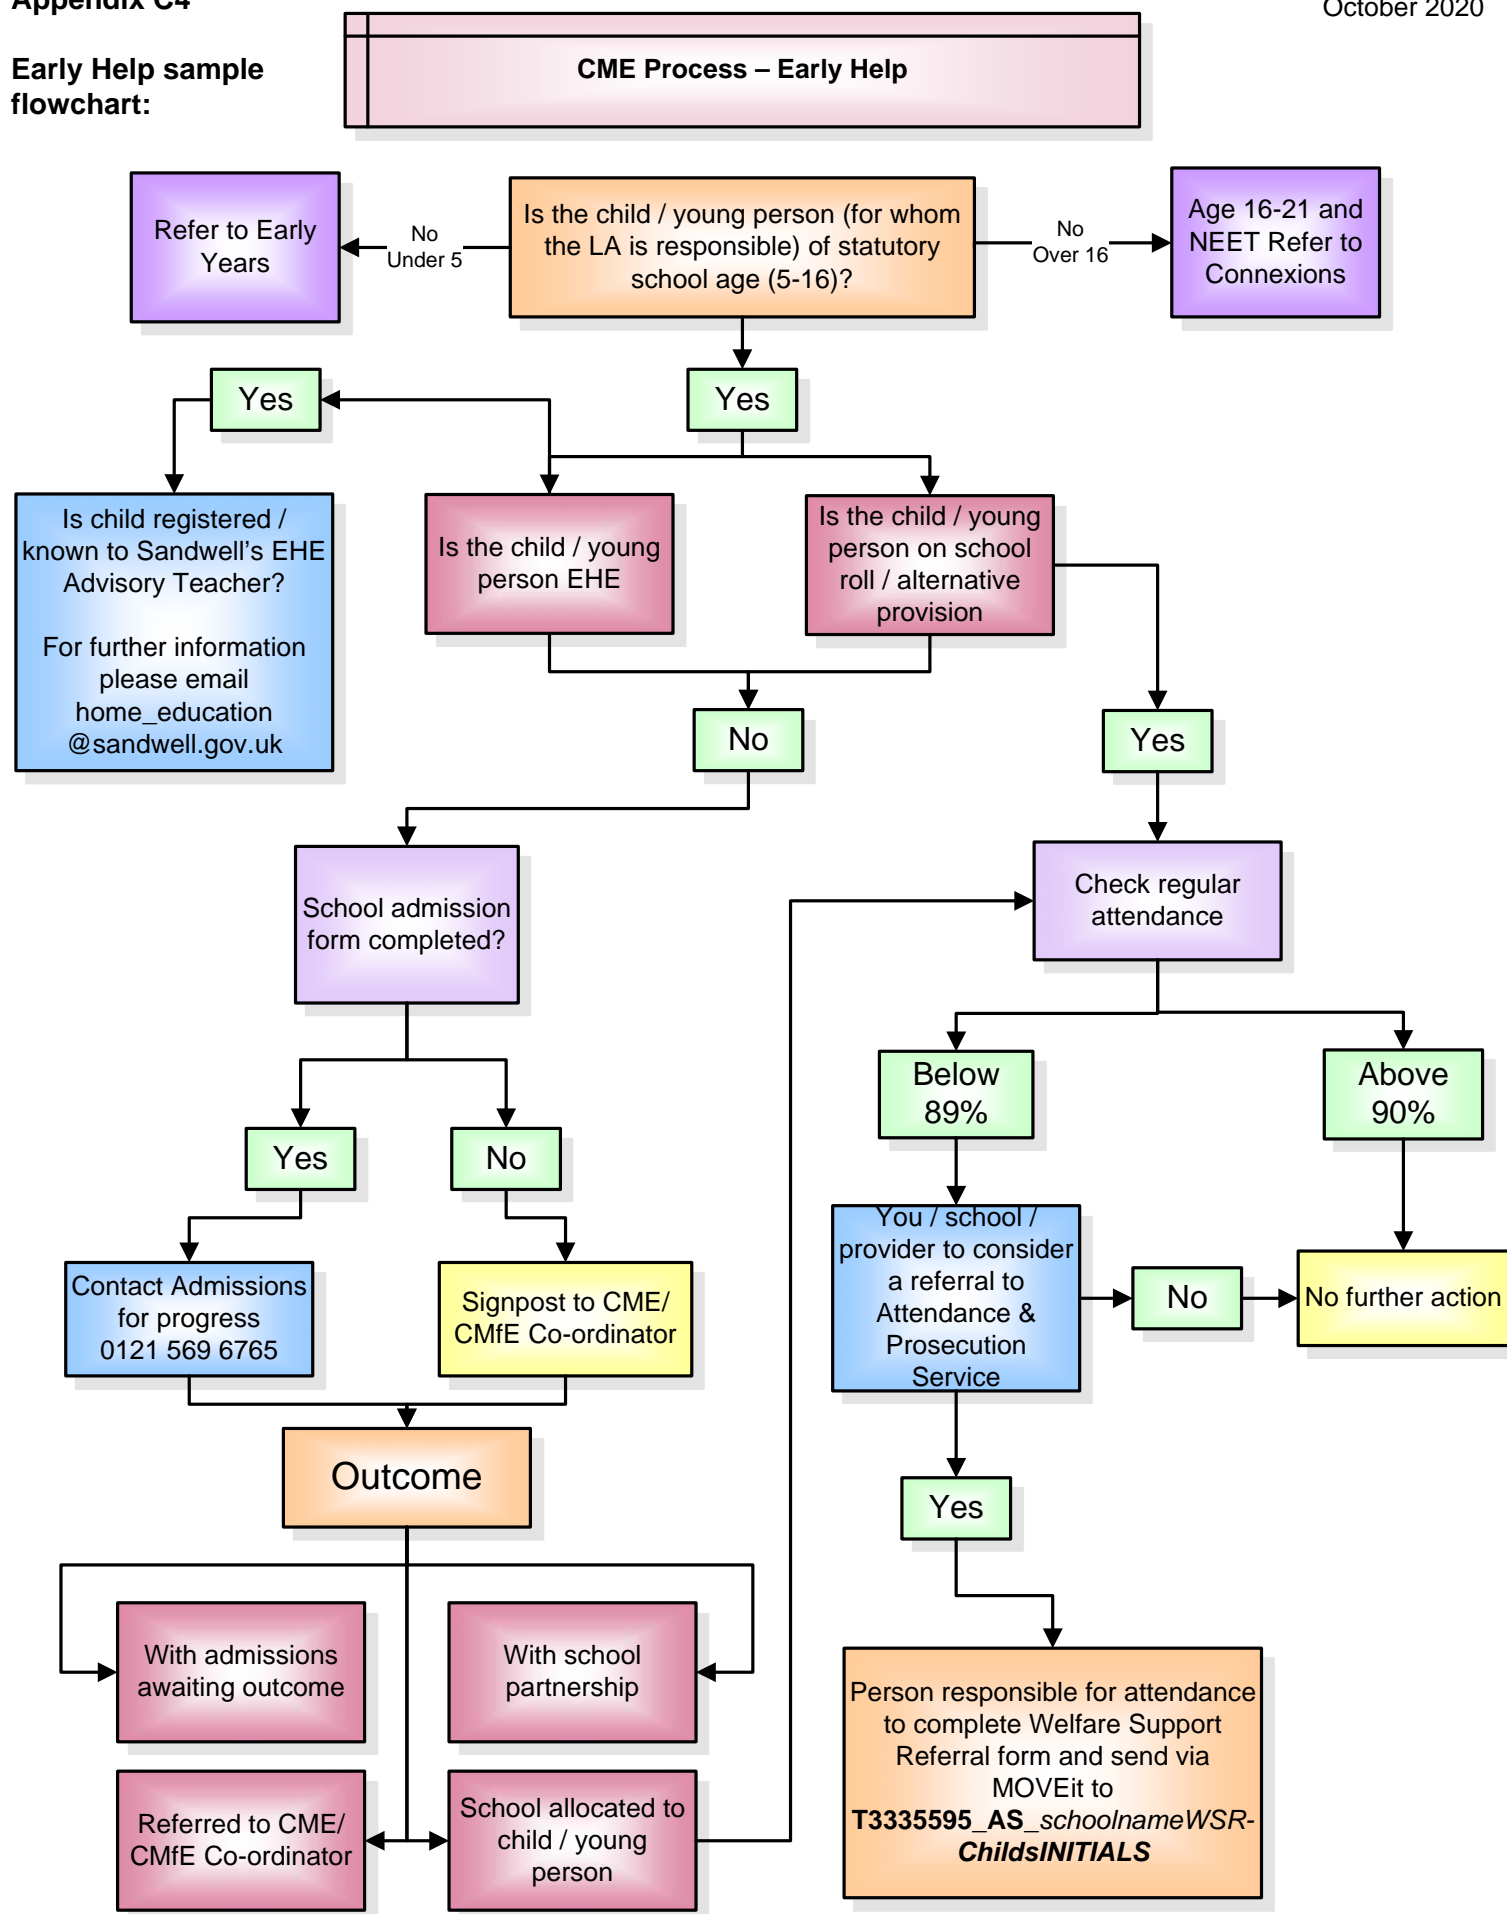 Appendix C4
October 2020
Early Help sample
flowchart:
CME Process – Early Help
Refer to Early
Years
No
Under 5
Is the child / young person (for whom
the LA is responsible) of statutory
school age (5-16)?
No
Over 16
Age 16-21 and
NEET Refer to
Connexions
Yes
Yes
Is child registered /
known to Sandwell’s EHE
Advisory Teacher?
For further information
please email
home_education
@sandwell.gov.uk
Is the child / young
person EHE
Is the child / young
person on school
roll / alternative
provision
No
Yes
School admission
form completed?
Check regular
attendance
Yes
No
Below
89%
Above
90%
Contact Admissions
for progress
0121 569 6765
Signpost to CME/
CMfE Co-ordinator
You / school /
provider to consider
a referral to
Attendance &
Prosecution
Service
No
No further action
Outcome
Yes
With admissions
awaiting outcome
With school
partnership
Referred to CME/
CMfE Co-ordinator
School allocated to
child / young
person
Person responsible for attendance
to complete Welfare Support
Referral form and send via
MOVEit to
T3335595_AS_schoolnameWSR-
ChildsINITIALS